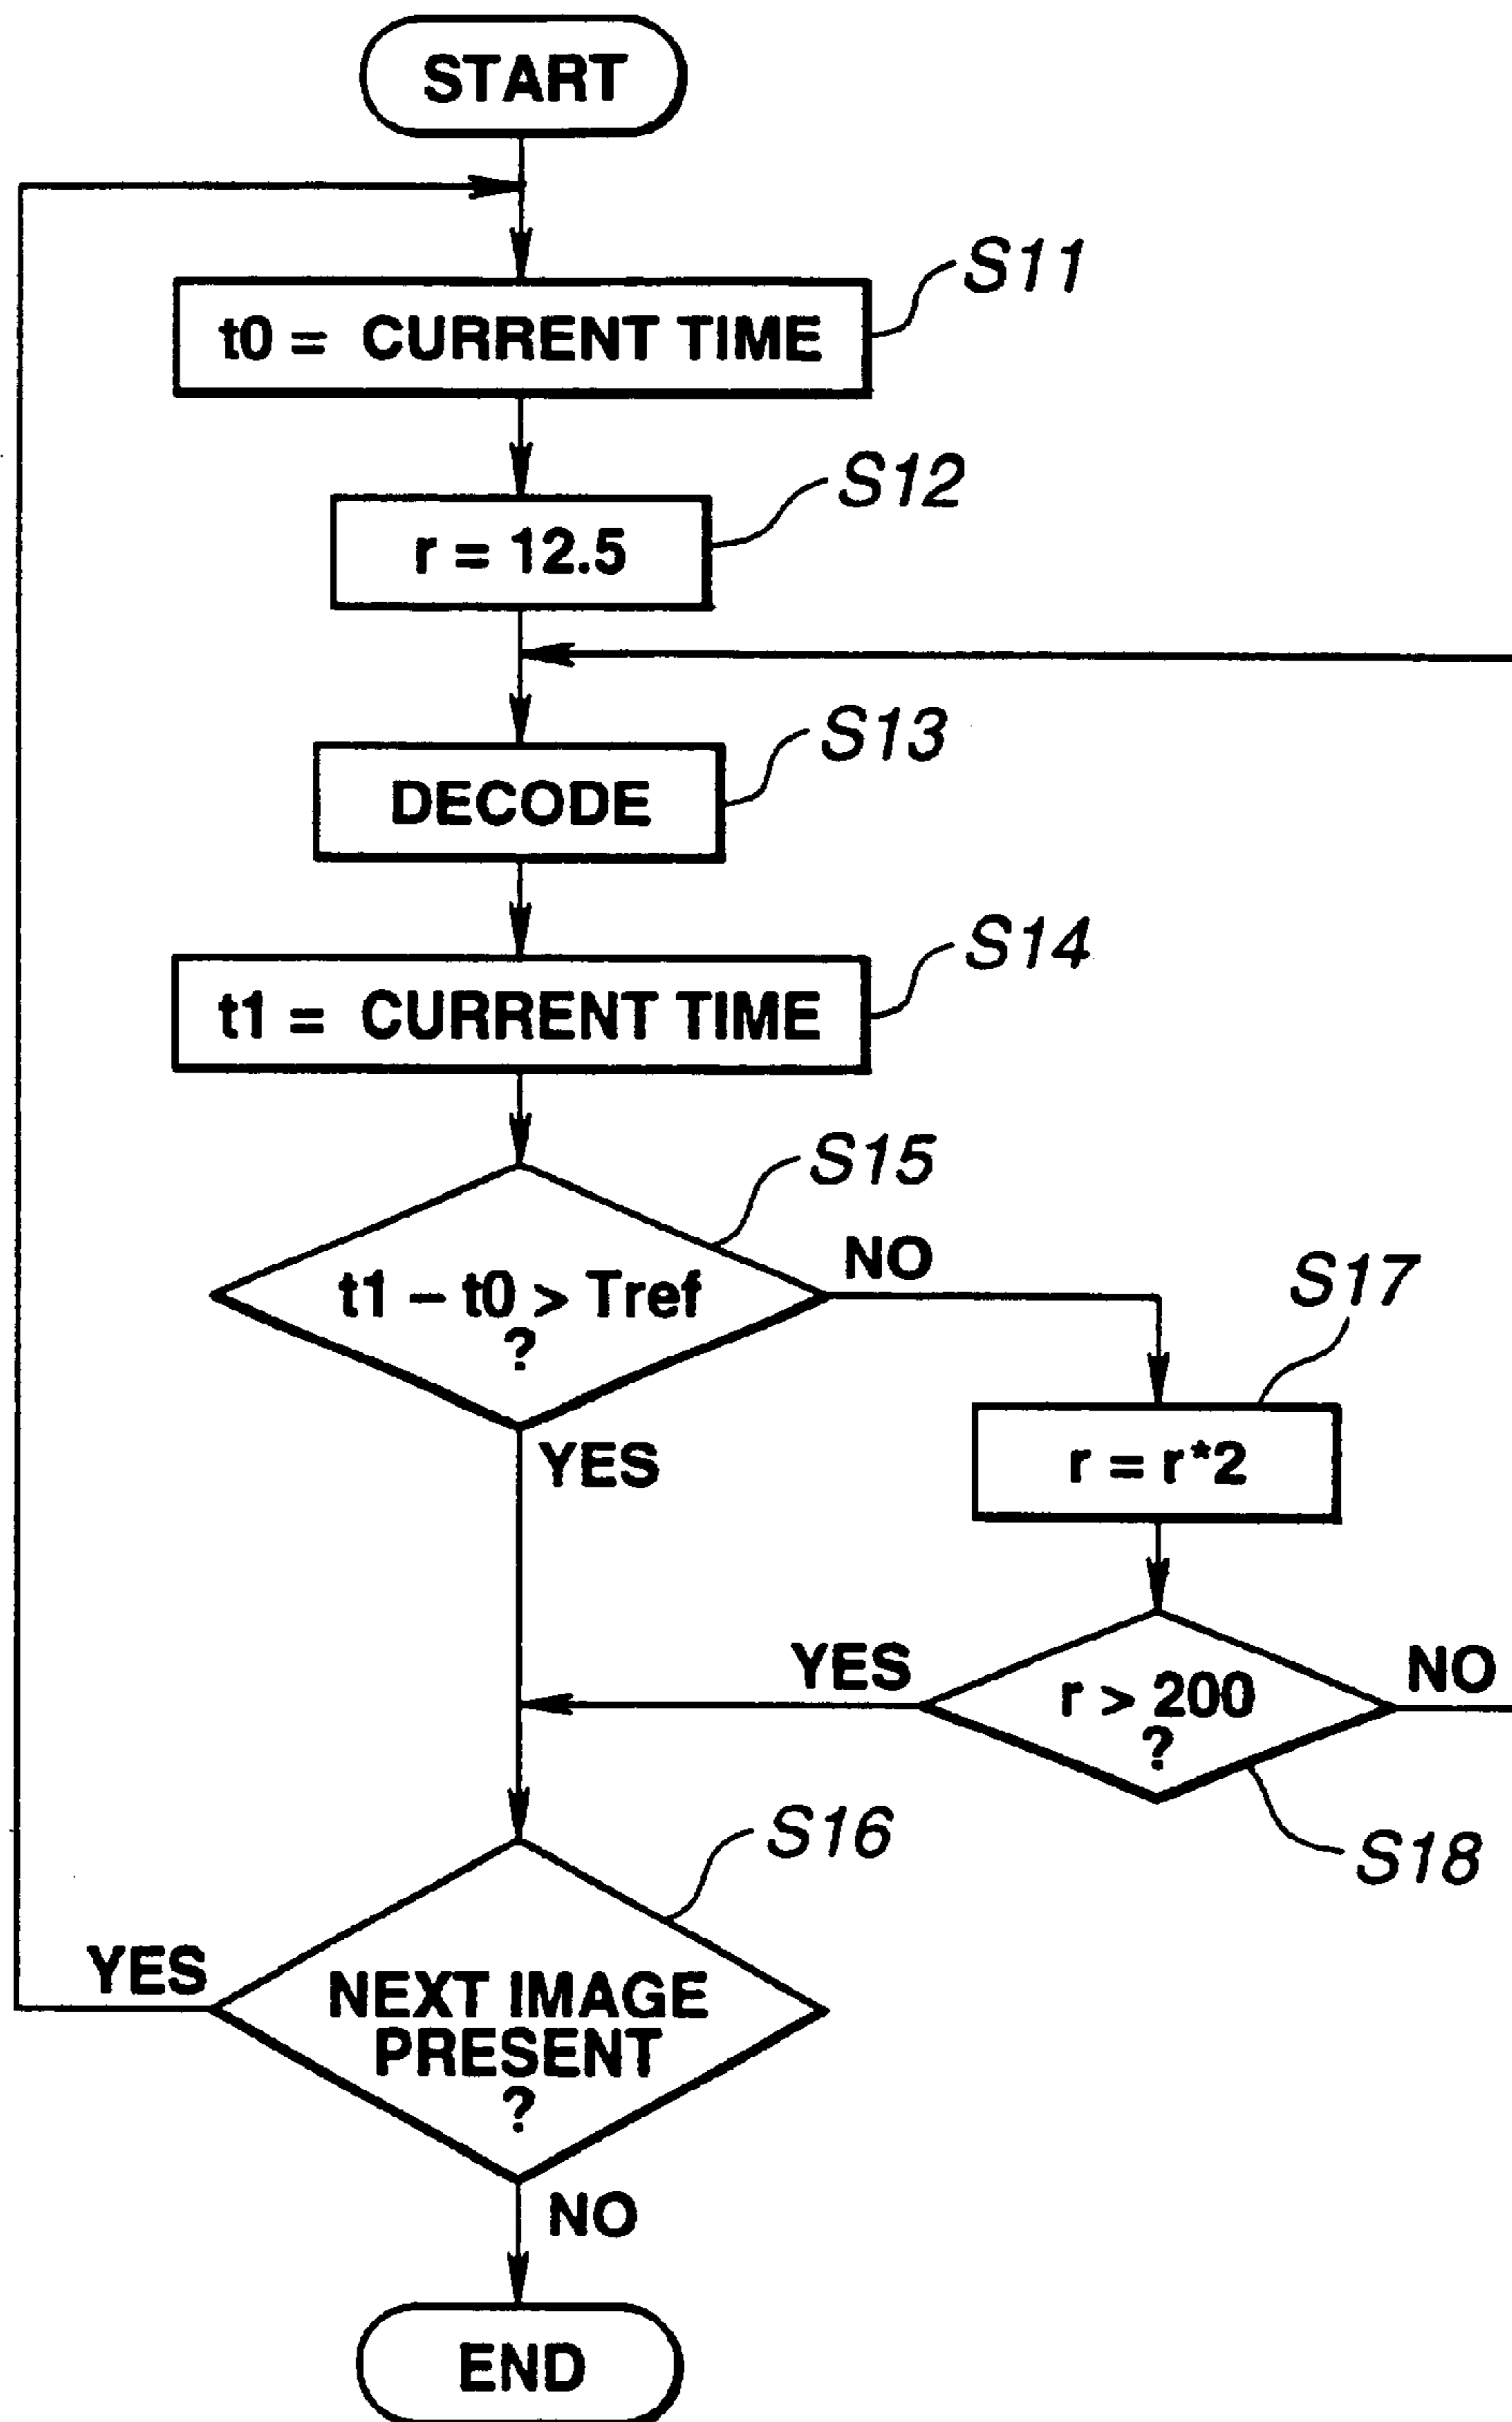 START
S11
t0 = CURRENT TIME
S12
r = 12.5
S13
DECODE
S14
t1 = CURRENT TIME
S15
t1 – t0 > Tref
?
NO
YES
S17
r = r*2
YES
r > 200
?
NO
S18
S16
YES
NEXT IMAGE
PRESENT
?
NO
END